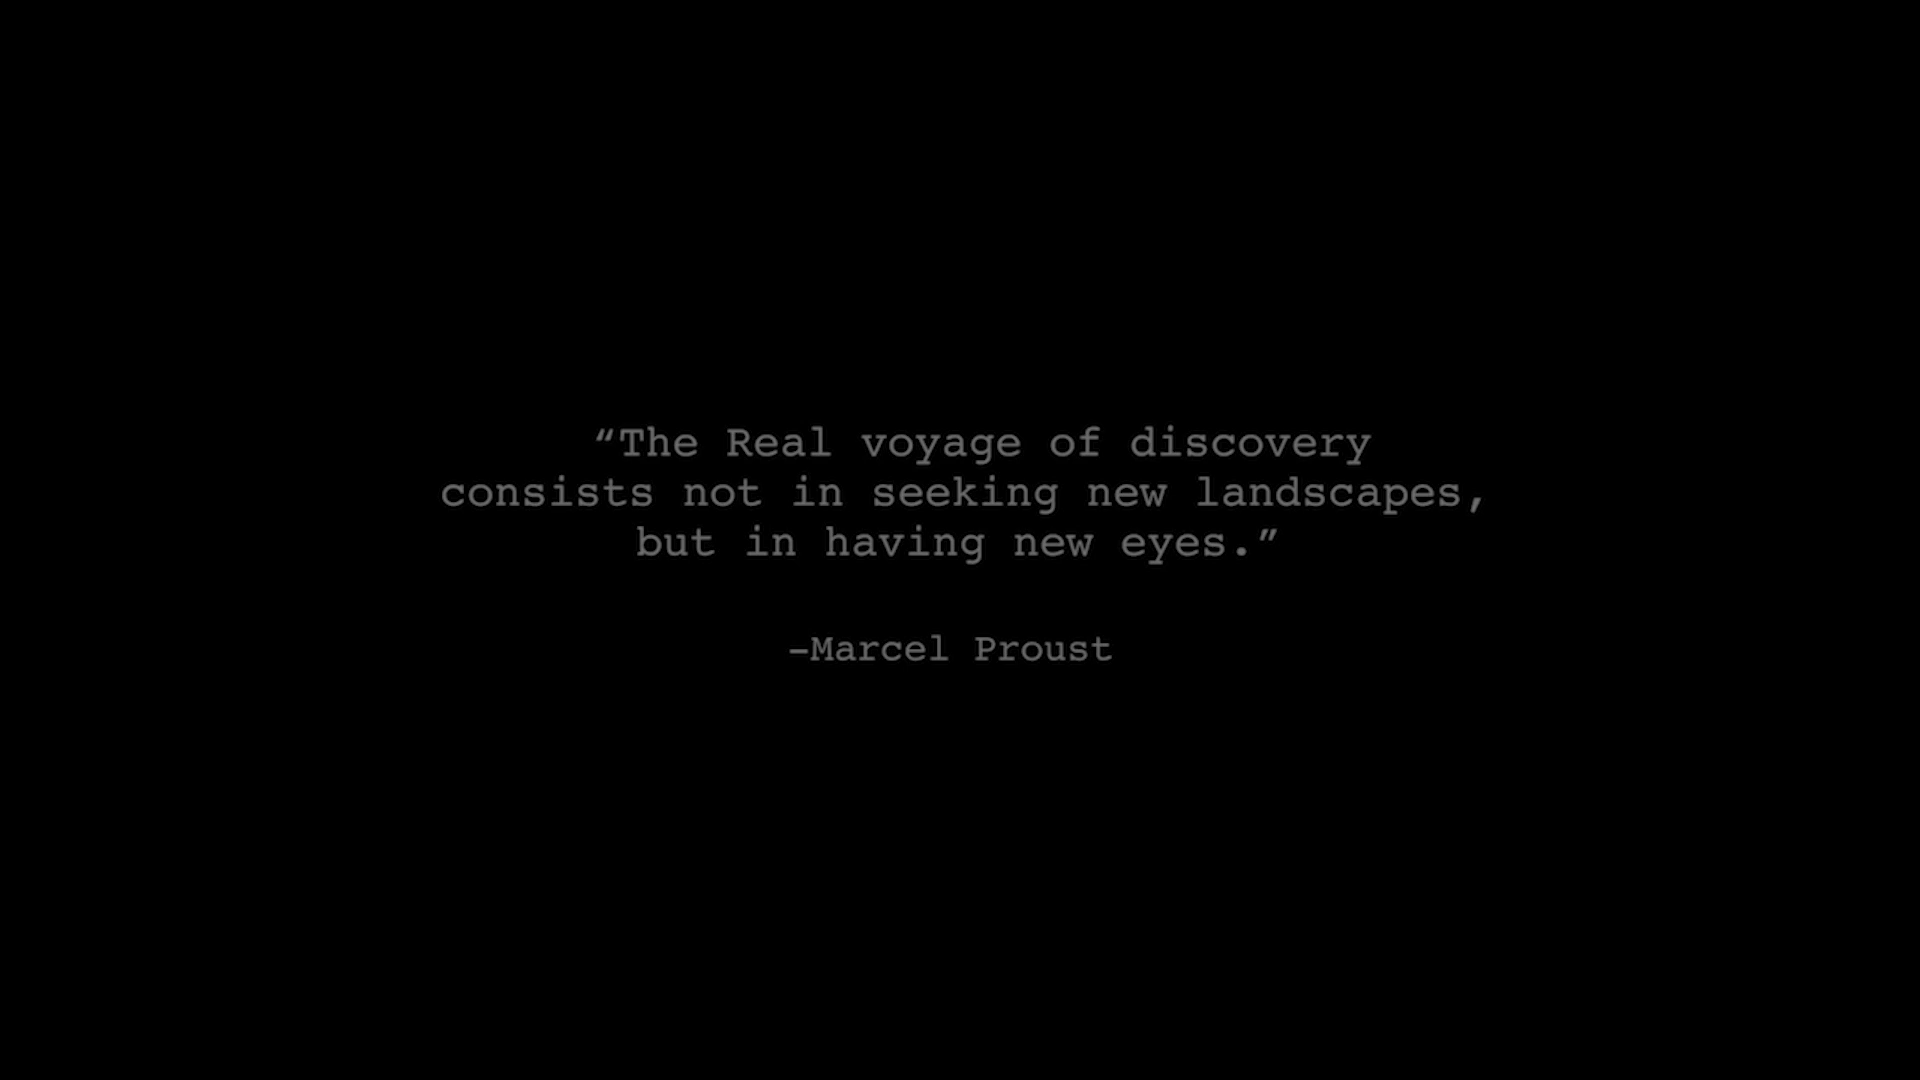 “The Real voyage of discovery
consists not in seeking new landscapes,
but in having new eyes.”
–Marcel Proust